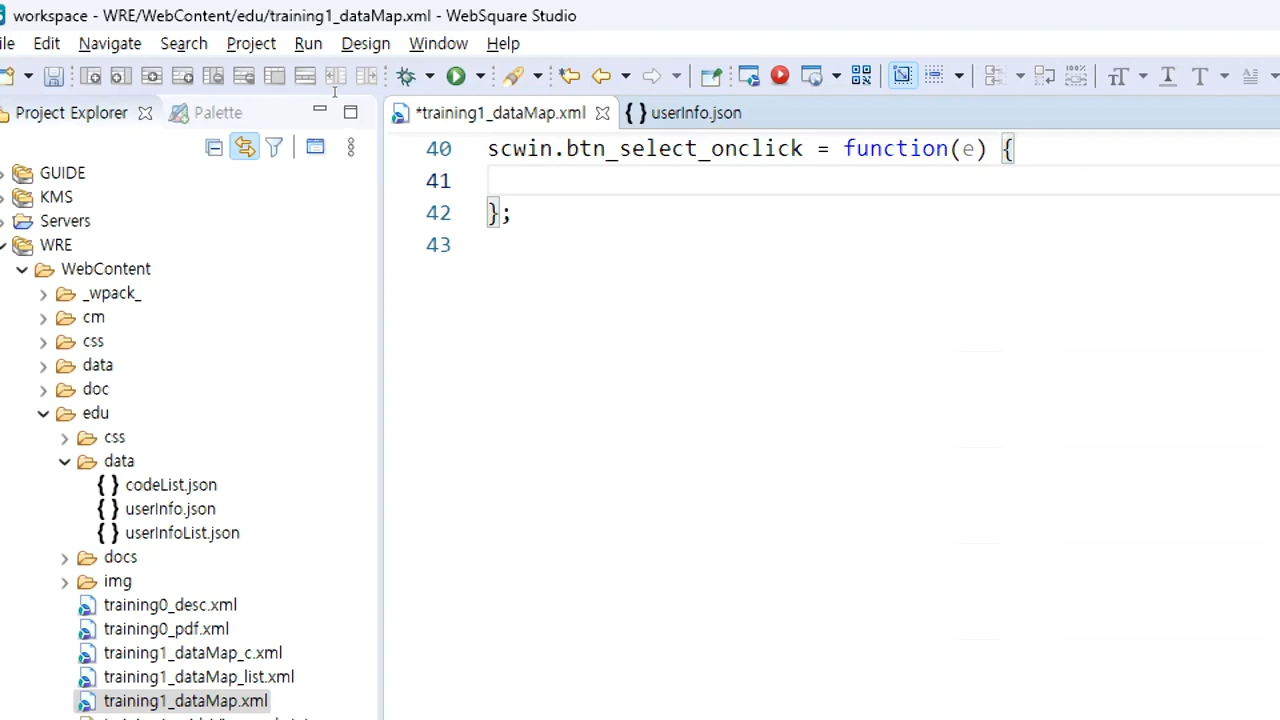 workspace - WRE/WebContent/edu/training1_dataMap.xml - WebSquare Studio
ile Edit Navigate Search Project Run Design Window Help
Project Explorer Palette *training1_dataMap.xml userInfo.json
40 scwin.btn_select_onclick = function(e) {
41
42 };
43
GUIDE
KMS
Servers
WRE
WebContent
_wpack_
cm
css
data
doc
edu
css
data
codeList.json
userInfo.json
userInfoList.json
docs
img
training0_desc.xml
training0_pdf.xml
training1_dataMap_c.xml
training1_dataMap_list.xml
training1_dataMap.xml